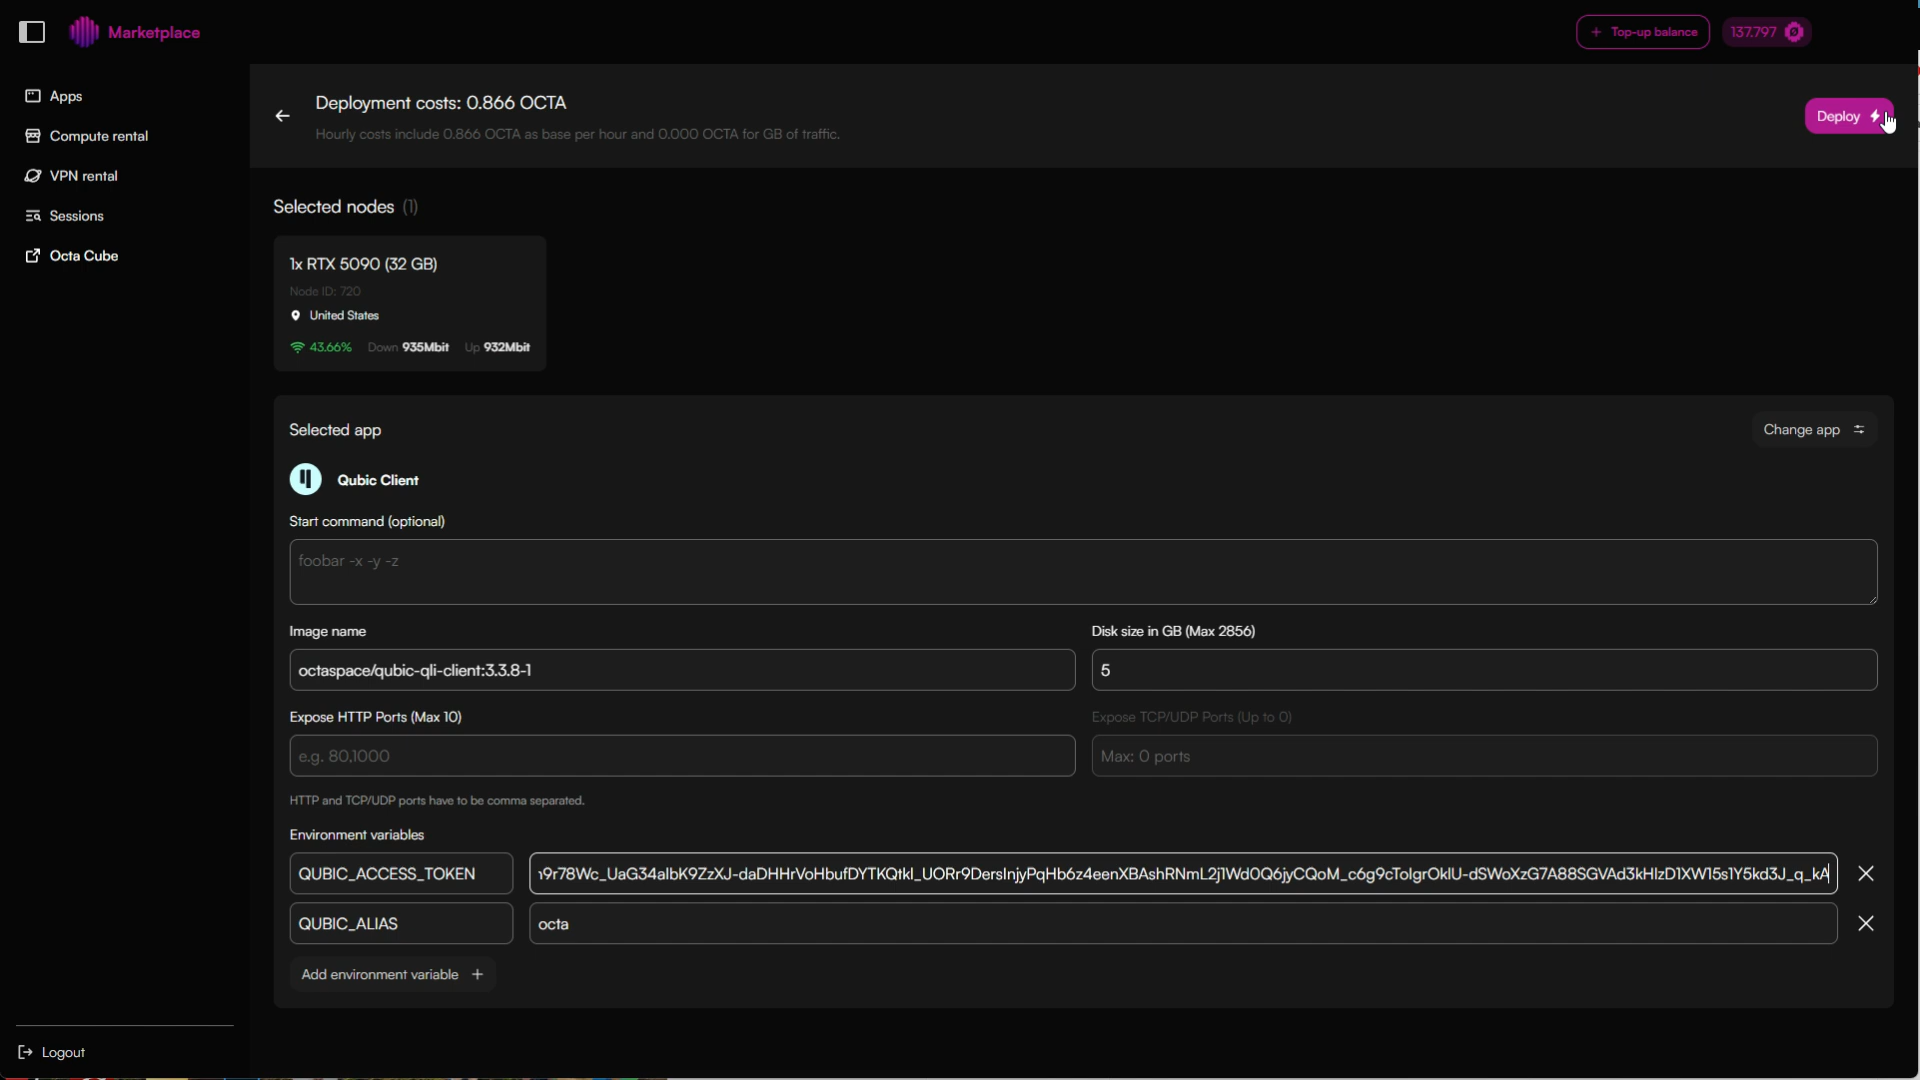 Marketplace
Top-up balance
137.797
Apps
Compute rental
VPN rental
Sessions
Octa Cube
Deployment costs: 0.866 OCTA
Hourly costs include 0.866 OCTA as base per hour and 0.000 OCTA for GB of traffic.
Deploy
Selected nodes (1)
1x RTX 5090 (32 GB)
Node ID: 720
United States
43.66% Down 935Mbit Up 932Mbit
Selected app
Change app
Qubic Client
Start command (optional)
foobar -x -y -z
Image name
Disk size in GB (Max 2856)
octaspace/qubic-qli-client:3.3.8-1
5
Expose HTTP Ports (Max 10)
Expose TCP/UDP Ports (Up to 0)
e.g. 80,1000
Max: 0 ports
HTTP and TCP/UDP ports have to be comma separated.
Environment variables
QUBIC_ACCESS_TOKEN
QUBIC_ALIAS
octa
Add environment variable +
Logout